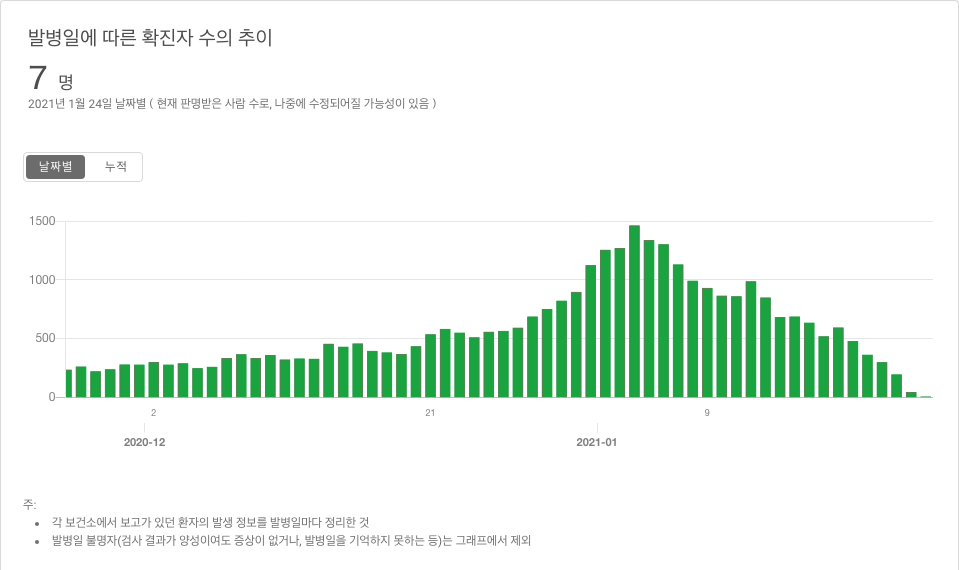 발병일에 따른 확진자 수의 추이
7 명
2021년 1월 24일 날짜별 ( 현재 판명받은 사람 수로, 나중에 수정되어질 가능성이 있음 )
날짜별 누적
1500
1000
500
0
2 21 9
2020-12 2021-01
주:
• 각 보건소에서 보고가 있던 환자의 발생 정보를 발병일마다 정리한 것
• 발병일 불명자(검사 결과가 양성이여도 증상이 없거나, 발병일을 기억하지 못하는 등)는 그래프에서 제외